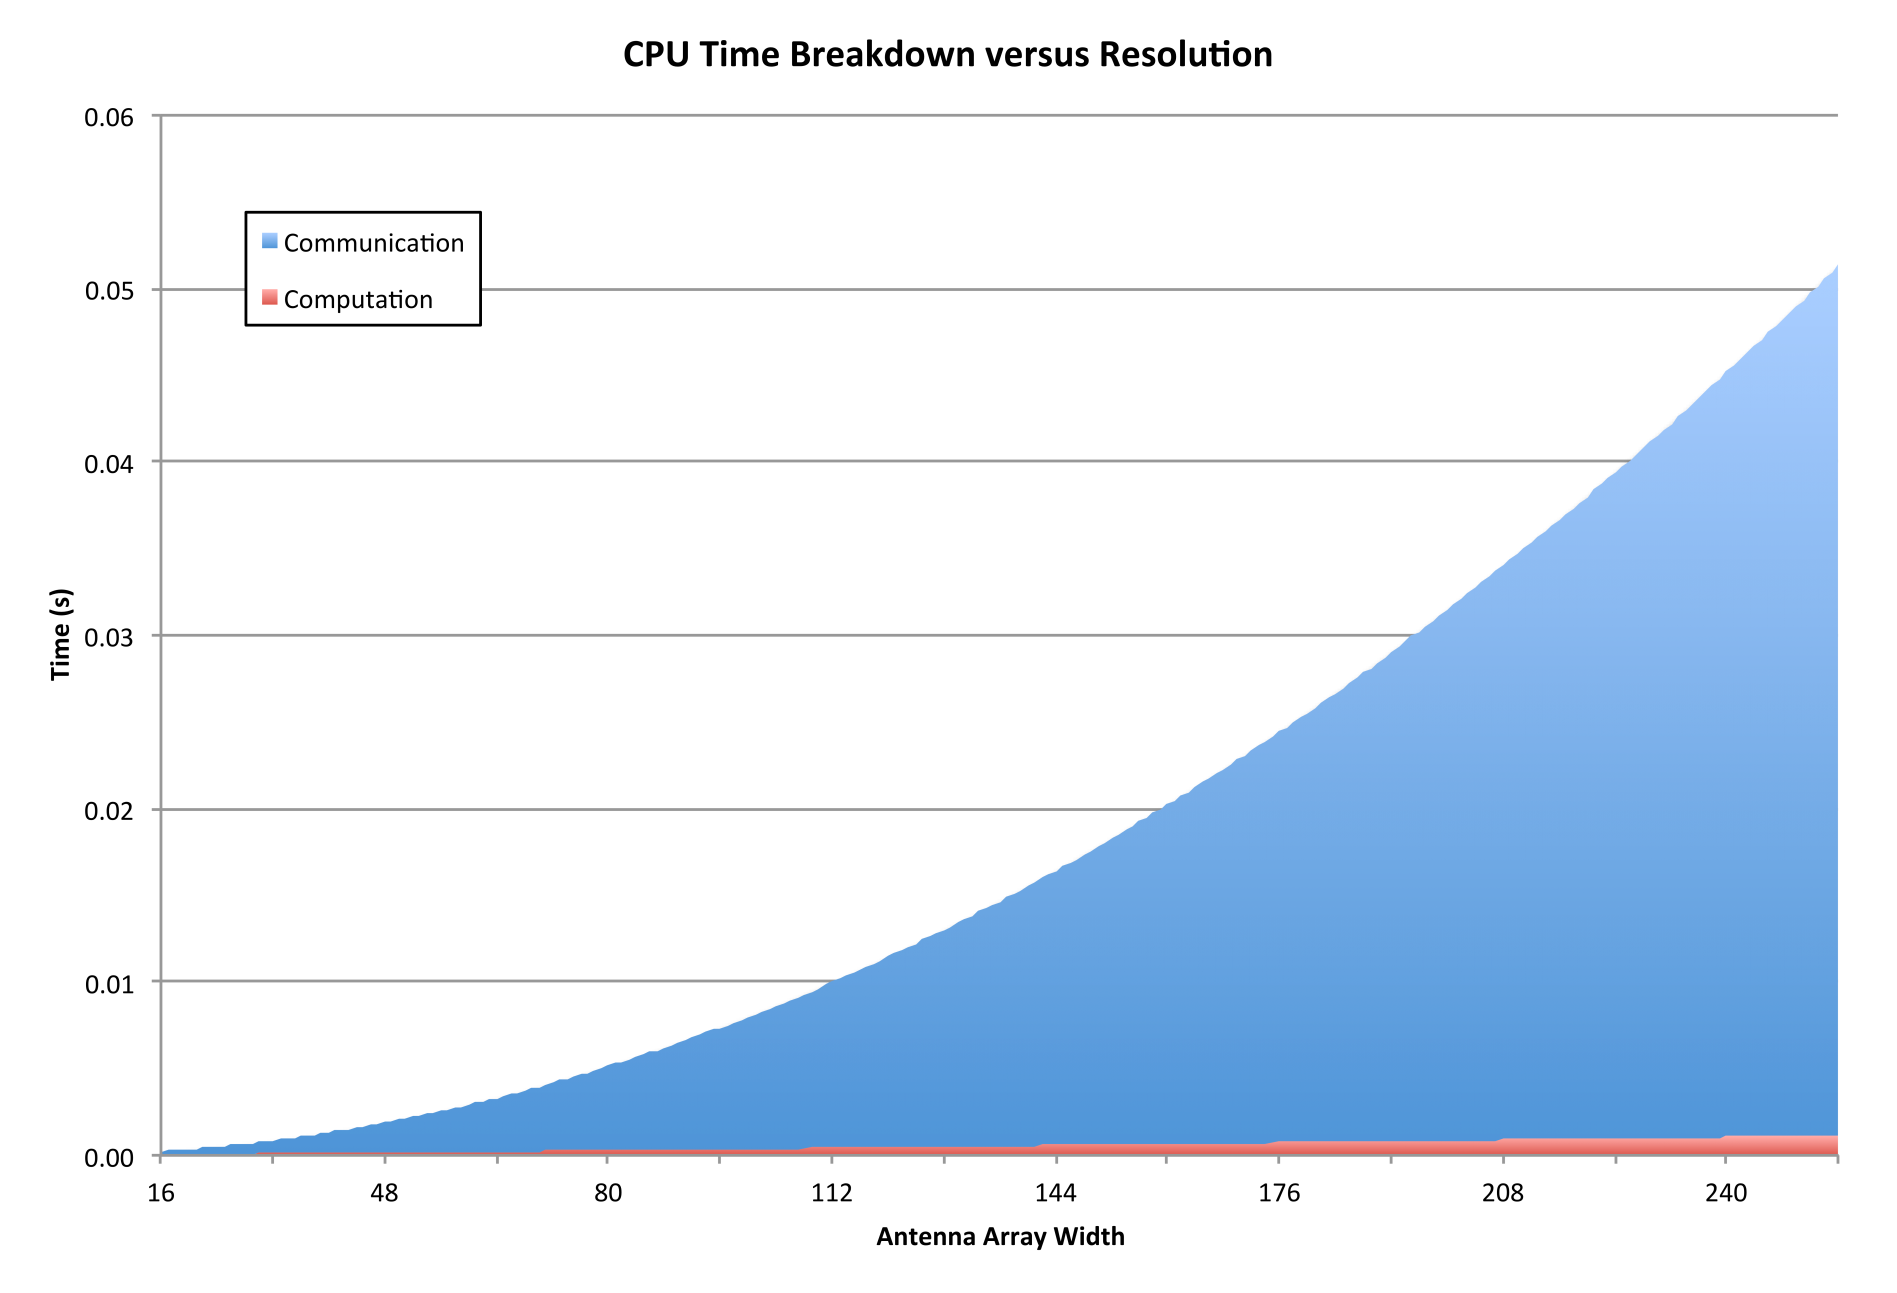 CPU Time Breakdown versus Resolution
0.06
Communication
0.05
Computation
0.04
0.03
0.02
0.01
0.00
Time (s)
16 48 80 112 144 176 208 240
Antenna Array Width